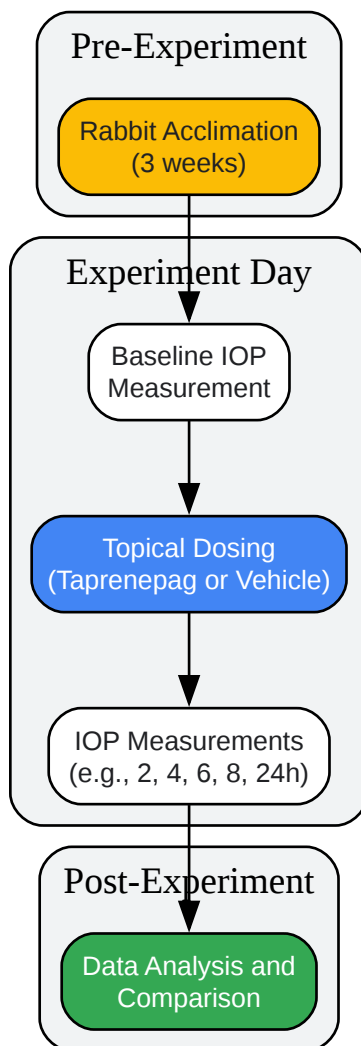 Pre-Experiment
Rabbit Acclimation
(3 weeks)
Experiment Day
Baseline IOP
Measurement
Topical Dosing
(Taprenepag or Vehicle)
IOP Measurements
(e.g., 2, 4, 6, 8, 24h)
Post-Experiment
Data Analysis and
Comparison